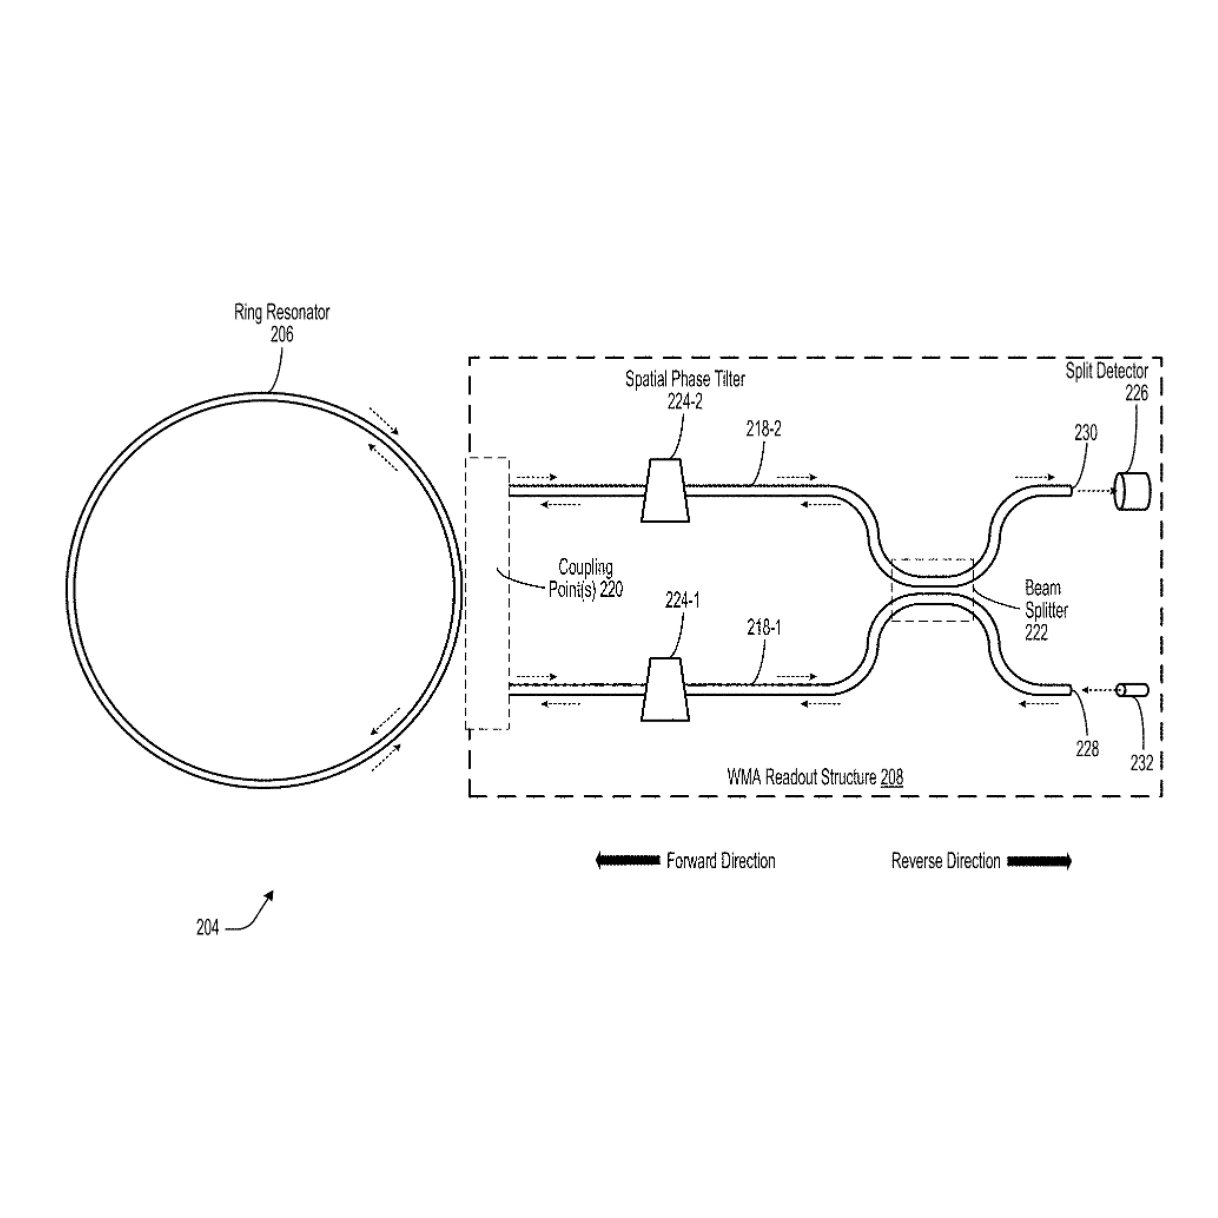 Ring Resonator
206
Spatial Phase Tilter
224-2
218-2
Split Detector
226
230
Coupling
Point(s) 220
224-1
218-1
Beam
Splitter
222
228
232
WMA Readout Structure 208
Forward Direction
Reverse Direction
204